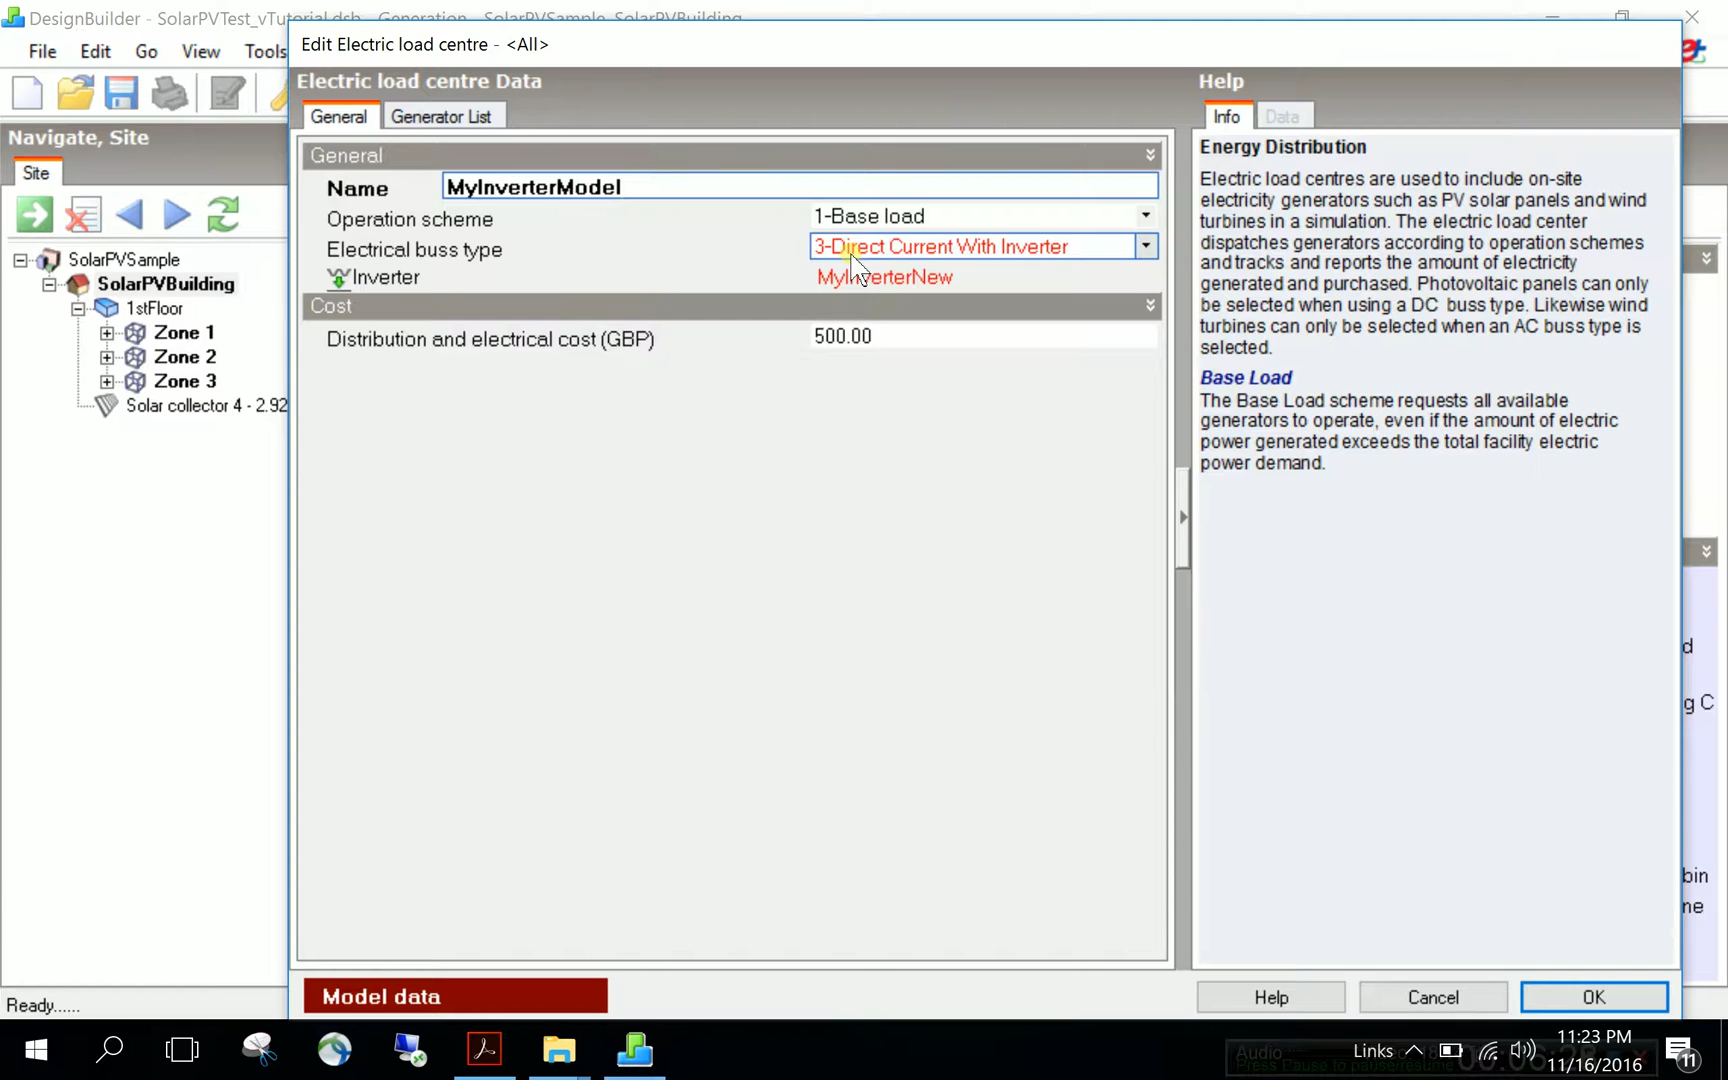 DesignBuilder - SolarPVTest_vTutorial.dsb - Generation - SolarPVSample, SolarPVBuilding
File Edit Go View Tools
Edit Electric load centre - <All>
Electric load centre Data
General Generator List
General
Name MyInverterModel
Operation scheme 1-Base load
Electrical buss type 3-Direct Current With Inverter
Inverter MyInverterNew
Cost
Distribution and electrical cost (GBP) 500.00
Model data
Help
Info Data
Energy Distribution
Electric load centres are used to include on-site
electricity generators such as PV solar panels and wind
turbines in a simulation. The electric load center
dispatches generators according to operation schemes
and tracks and reports the amount of electricity
generated and purchased. Photovoltaic panels can only
be selected when using a DC buss type. Likewise wind
turbines can only be selected when an AC buss type is
selected.
Base Load
The Base Load scheme requests all available
generators to operate, even if the amount of electric
power generated exceeds the total facility electric
power demand.
Help Cancel OK
Navigate, Site
Site
SolarPVSample
SolarPVBuilding
1stFloor
Zone 1
Zone 2
Zone 3
Solar collector 4 - 2.92
d
g C
bin
ne
Ready......
Audio
Press Pause to pause/resume
Links
11:23 PM
11/16/2016
11